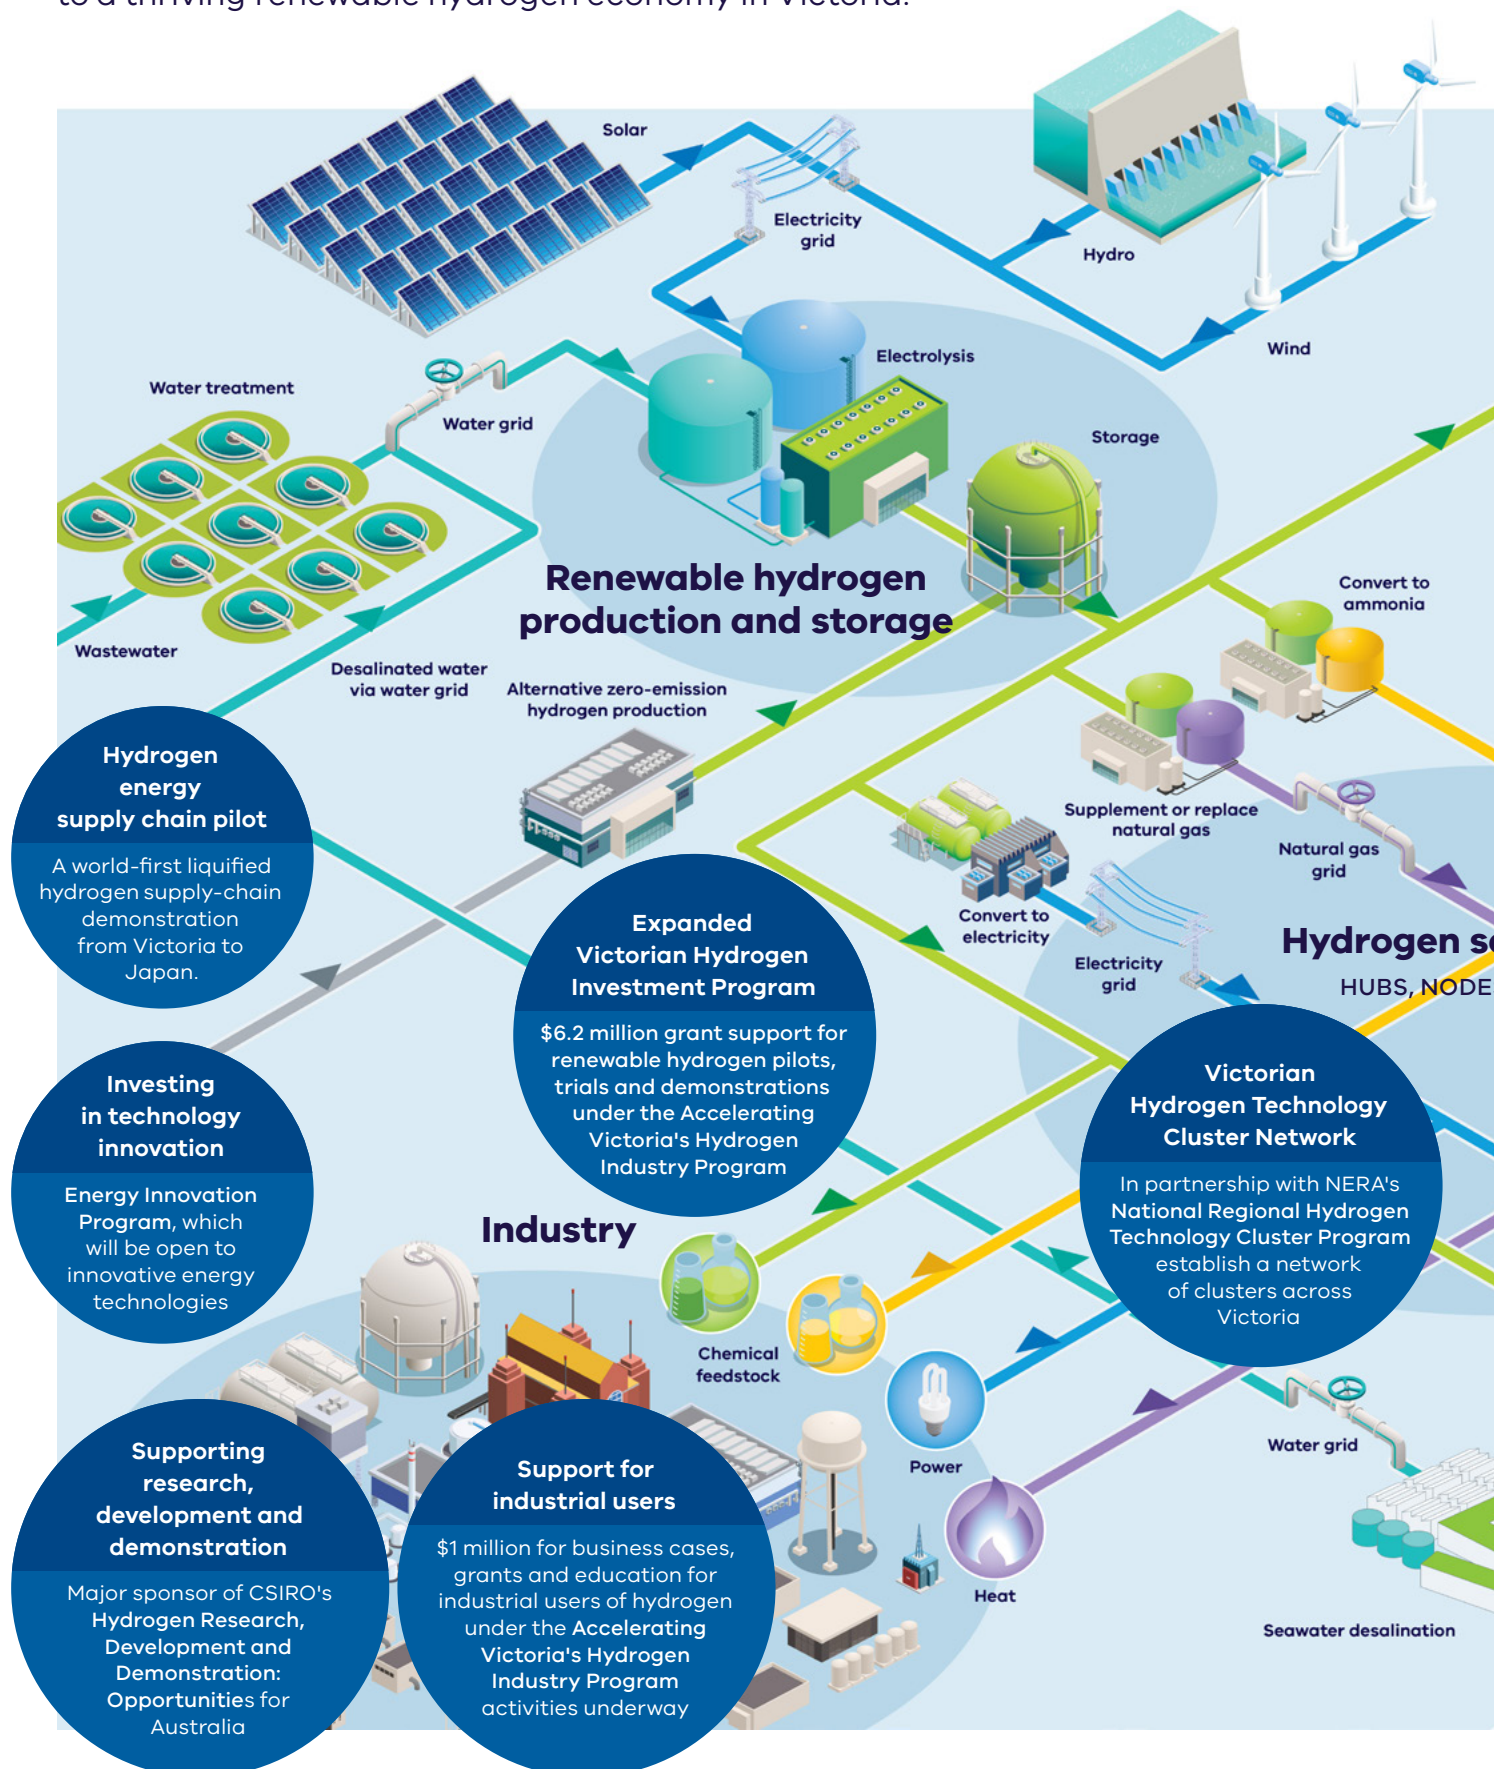 to a thriving renewable hydrogen economy in Victoria.
Solar
Electricity
grid
Hydro
Wind
Electrolysis
Water treatment
Water grid
Storage
Renewable hydrogen
production and storage
Convert to
ammonia
Wastewater
Desalinated water
via water grid
Alternative zero-emission
hydrogen production
Hydrogen
energy
supply chain pilot
A world-first liquified
hydrogen supply-chain
demonstration
from Victoria to
Japan.
Supplement or replace
natural gas
Natural gas
grid
Convert to
electricity
Electricity
grid
Hydrogen
HUBS,
Expanded
Victorian Hydrogen
Investment Program
$6.2 million grant support for
renewable hydrogen pilots,
trials and demonstrations
under the Accelerating
Victoria's Hydrogen
Industry Program
Investing
in technology
innovation
Energy Innovation
Program, which
will be open to
innovative energy
technologies
Victorian
Hydrogen Technology
Cluster Network
In partnership with NERA's
National Regional Hydrogen
Technology Cluster Program
establish a network
of clusters across
Victoria
Industry
Chemical
feedstock
Power
Heat
Water grid
Seawater desalination
Supporting
research,
development and
demonstration
Major sponsor of CSIRO's
Hydrogen Research,
Development and
Demonstration:
Opportunities for
Australia
Support for
industrial users
$1 million for business cases,
grants and education for
industrial users of hydrogen
under the Accelerating
Victoria's Hydrogen
Industry Program
activities underway